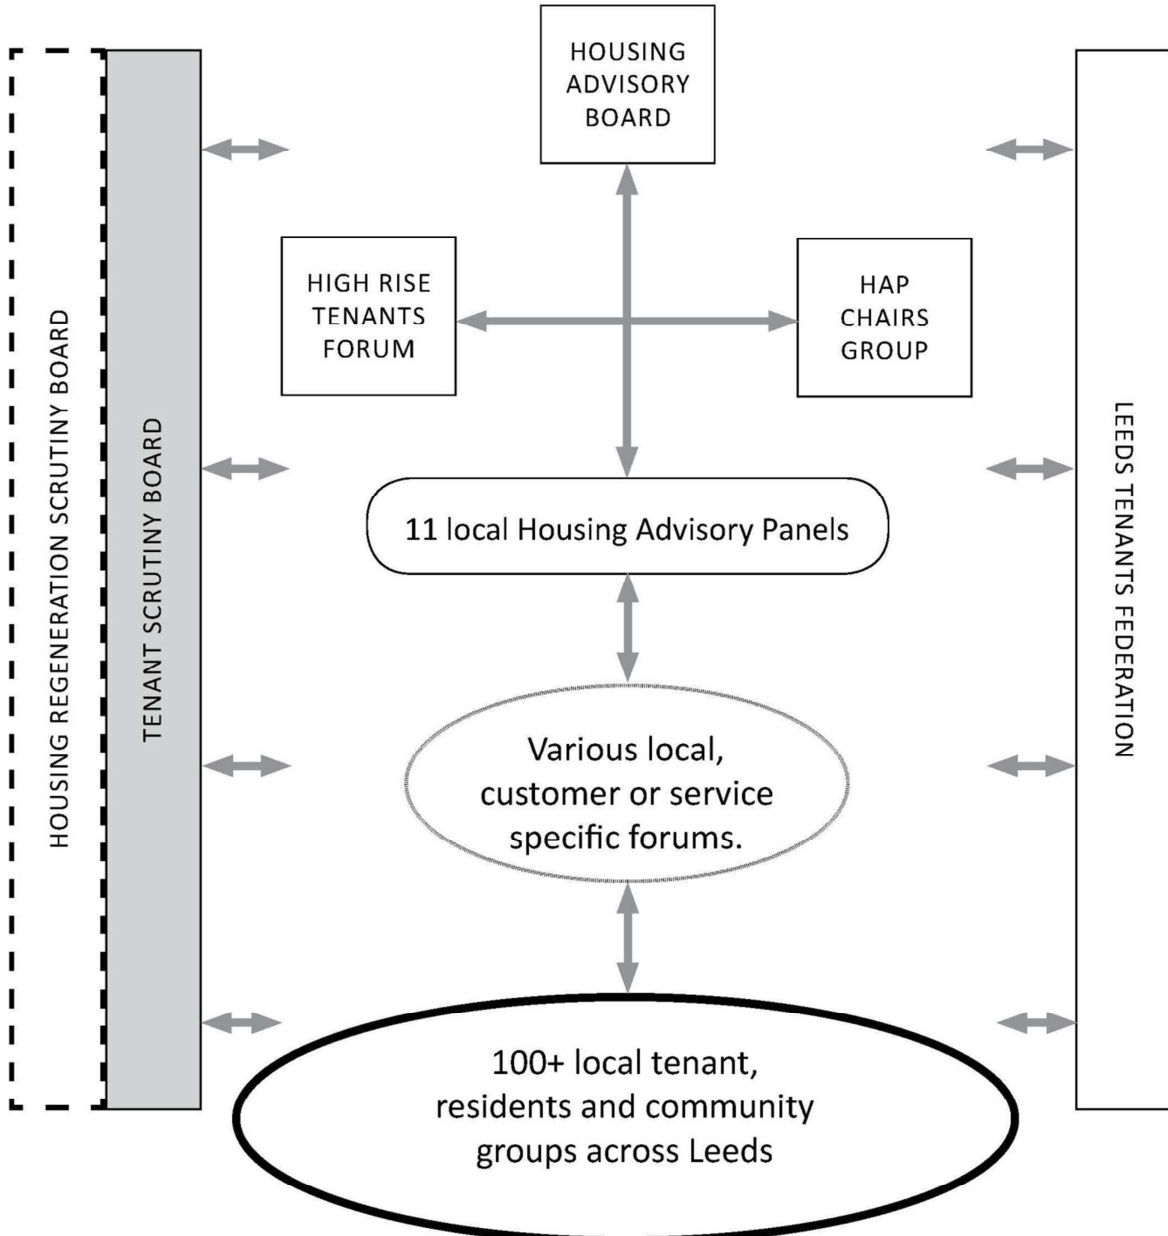 HOUSING
ADVISORY
BOARD
HIGH RISE
TENANTS
FORUM
HAP
CHAIRS
GROUP
HOUSING REGENERATION SCRUTINY BOARD
TENANT SCRUTINY BOARD
LEEDS TENANTS FEDERATION
11 local Housing Advisory Panels
Various local,
customer or service
specific forums.
100+ local tenant,
residents and community
groups across Leeds